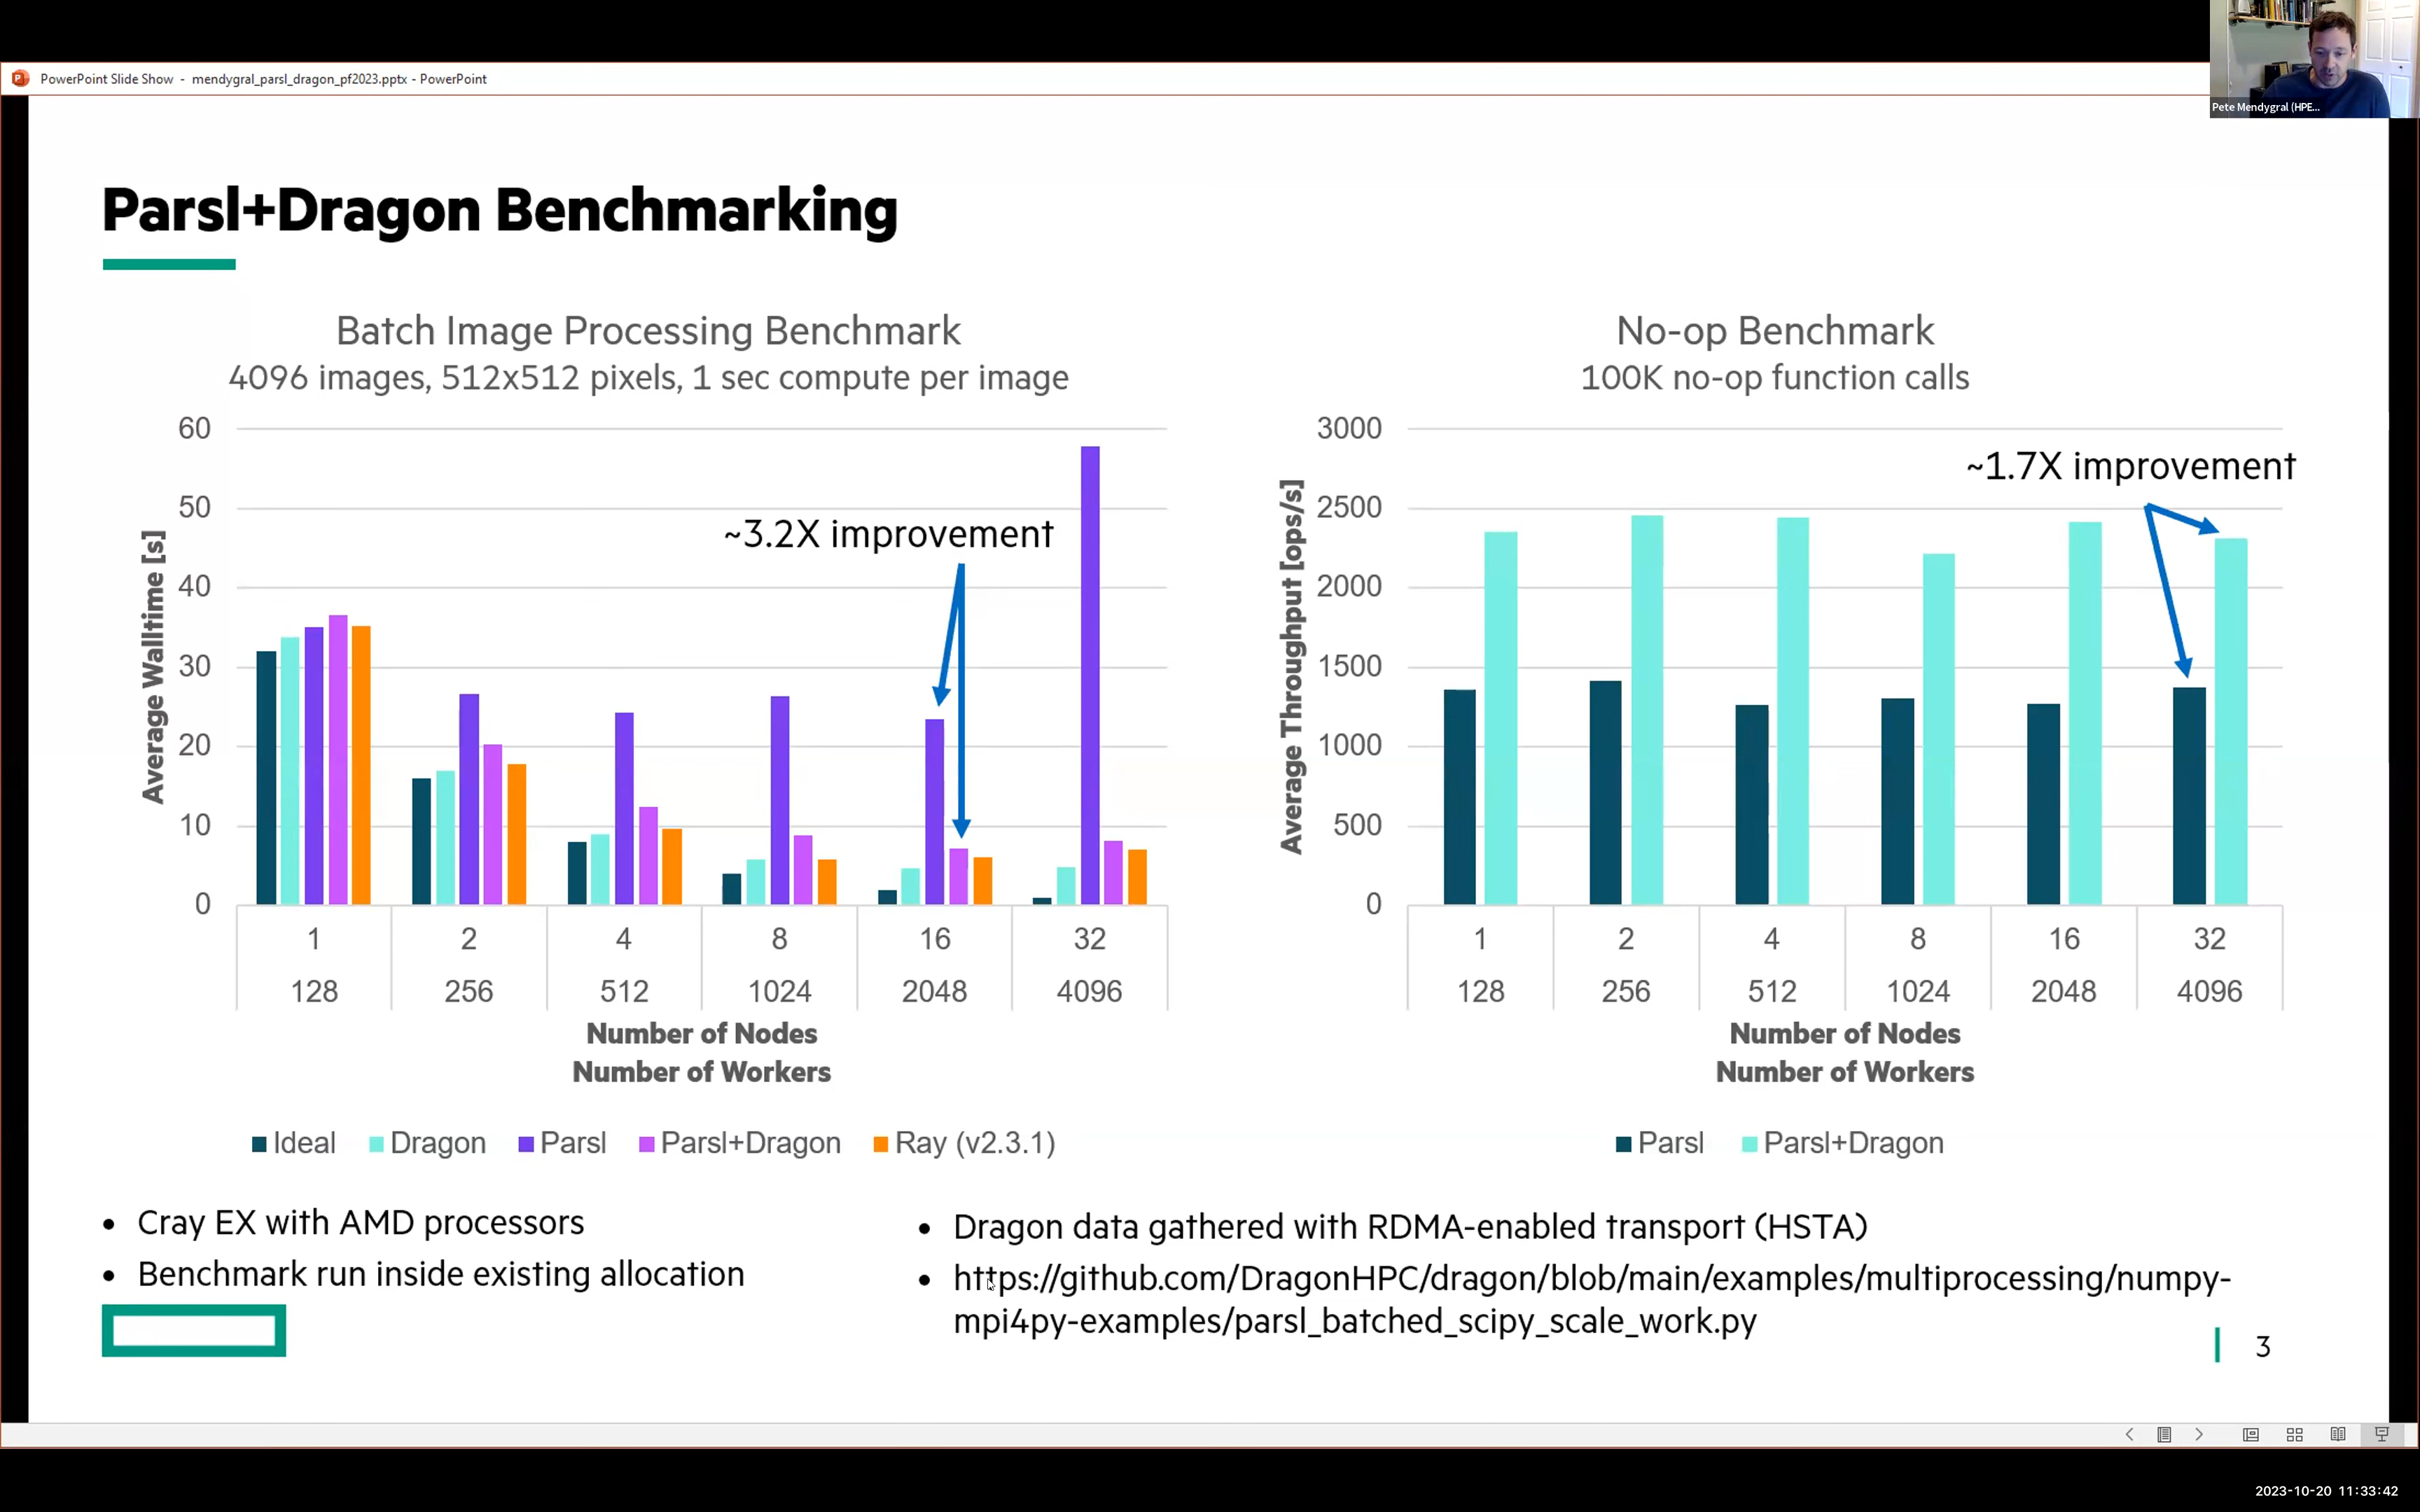 PowerPoint Slide Show - mendygral_parsl_dragon_pf2023.pptx - PowerPoint
Pete Mendygral (HPE...
Parsl+Dragon Benchmarking
Batch Image Processing Benchmark
4096 images, 512x512 pixels, 1 sec compute per image
Average Walltime [s]
60
50
40
30
20
10
0
~3.2X improvement
1 2 4 8 16 32
128 256 512 1024 2048 4096
Number of Nodes
Number of Workers
Ideal Dragon Parsl Parsl+Dragon Ray (v2.3.1)
No-op Benchmark
100K no-op function calls
Average Throughput [ops/s]
3000
2500
2000
1500
1000
500
0
~1.7X improvement
1 2 4 8 16 32
128 256 512 1024 2048 4096
Number of Nodes
Number of Workers
Parsl Parsl+Dragon
• Cray EX with AMD processors
• Benchmark run inside existing allocation
• Dragon data gathered with RDMA-enabled transport (HSTA)
• https://github.com/DragonHPC/dragon/blob/main/examples/multiprocessing/numpy-
mpi4py-examples/parsl_batched_scipy_scale_work.py
3
2023-10-20 11:33:42